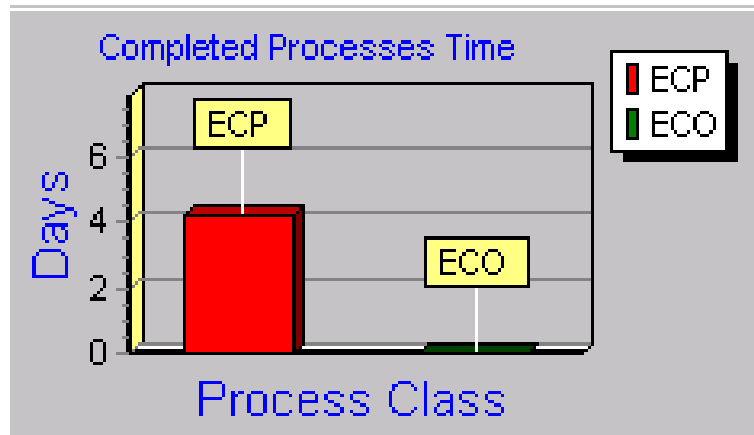 Completed Processes Time
ECP
ECO
ECP
ECO
6
4
2
0
Days
Process Class